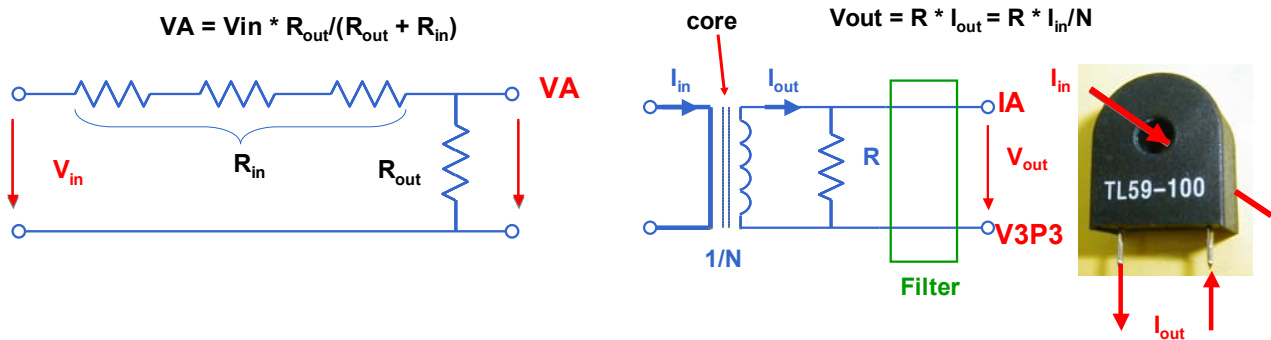 VA = Vin * Rout/(Rout + Rin)
VA
Vin
Rin
Rout
Vout = R * Iout = R * Iin/N
core
Iin
Iout
IA
R
Vout
V3P3
1/N
Filter
Iin
TL59-100
Iout